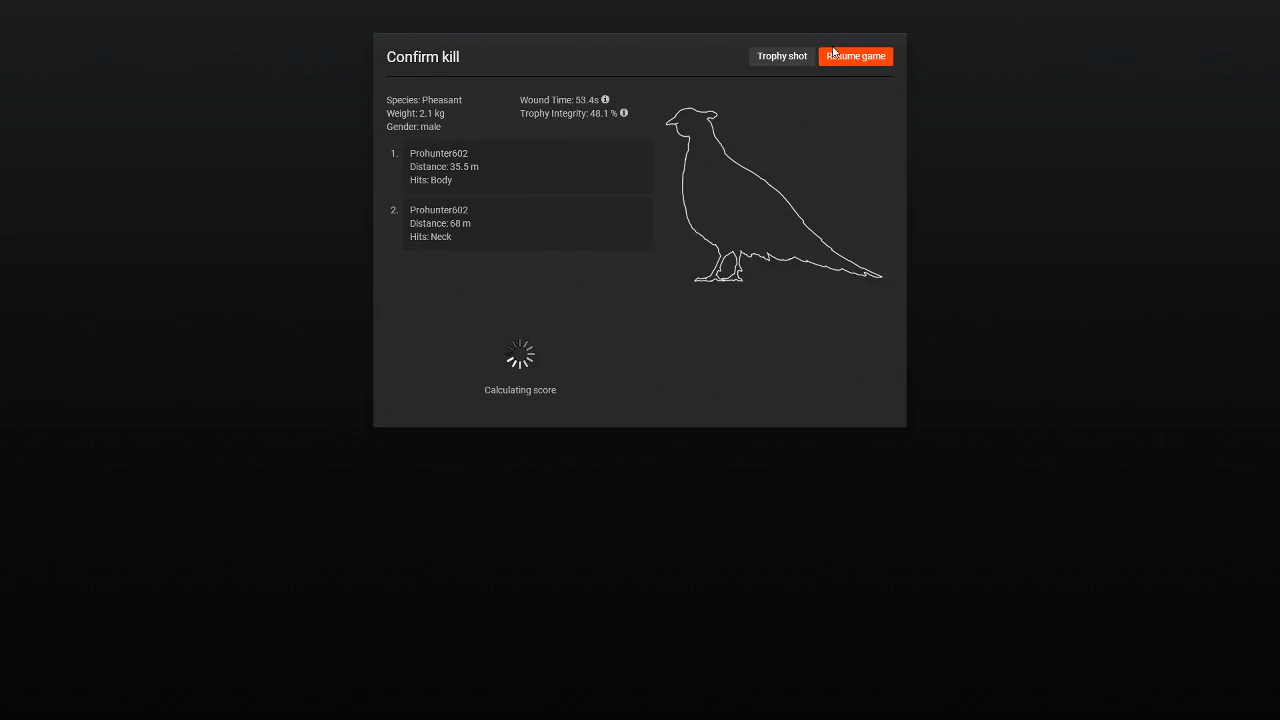 Confirm kill
Trophy shot
Resume game
Species: Pheasant
Weight: 2.1 kg
Gender: male
Wound Time: 53.4s
Trophy Integrity: 48.1 %
1.
Prohunter602
Distance: 35.5 m
Hits: Body
2.
Prohunter602
Distance: 68 m
Hits: Neck
Calculating score